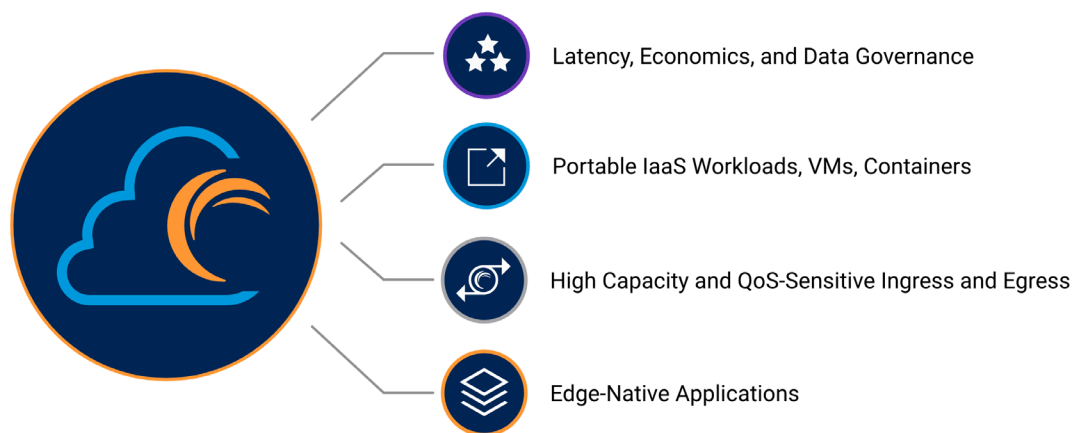 Latency, Economics, and Data Governance
Portable IaaS Workloads, VMs, Containers
High Capacity and QoS-Sensitive Ingress and Egress
Edge-Native Applications